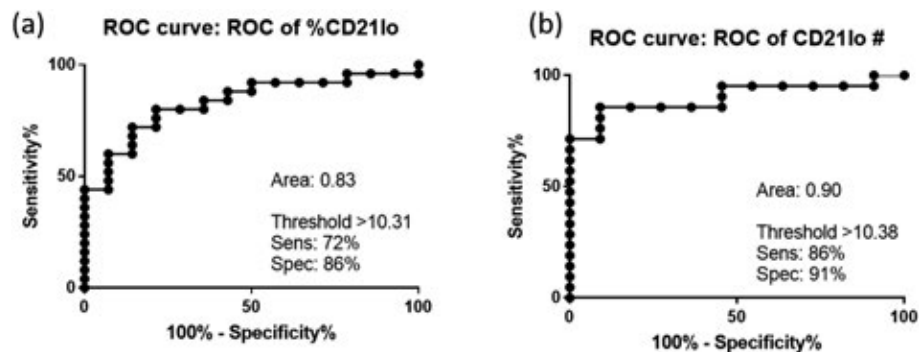 (a)
ROC curve: ROC of %CD21lo
100
50
0
Sensitivity%
Area: 0.83
Threshold >10.31
Sens: 72%
Spec: 86%
0
50
100
100% - Specificity%
(b)
ROC curve: ROC of CD21lo #
100
50
0
Sensitivity%
Area: 0.90
Threshold >10.38
Sens: 86%
Spec: 91%
0
50
100
100% - Specificity%